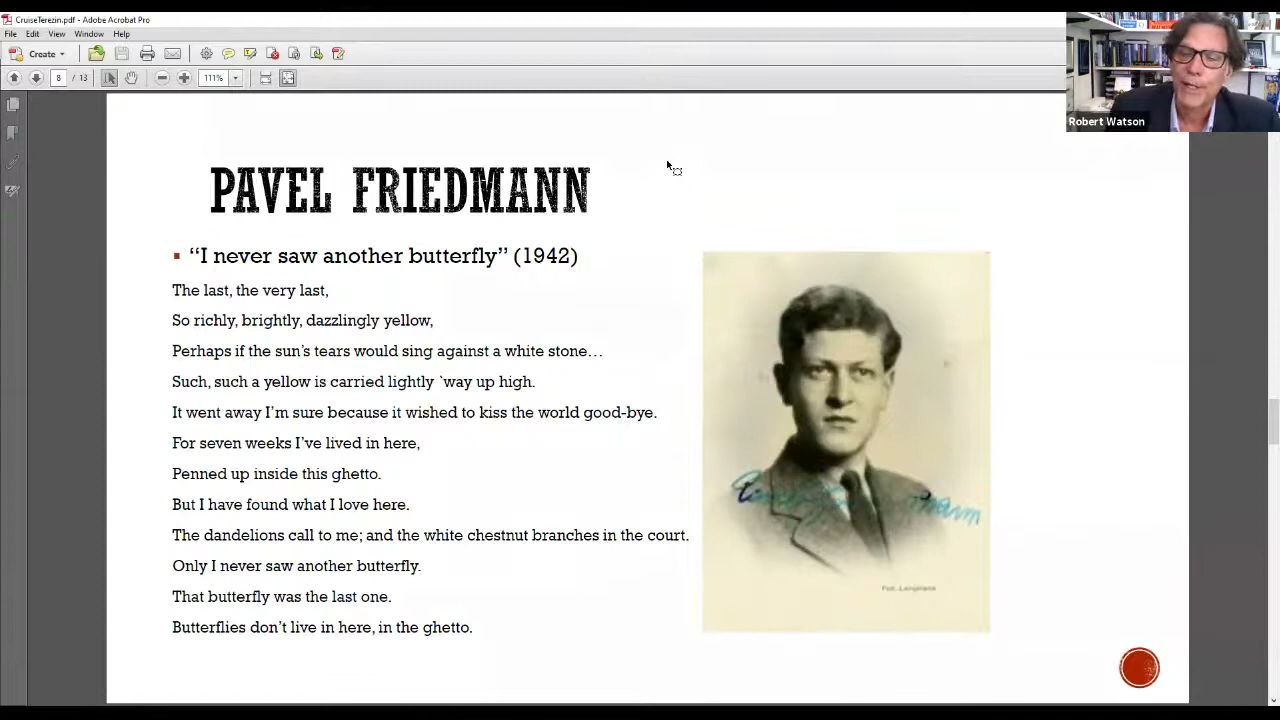 CruiseTerezin.pdf - Adobe Acrobat Pro
File Edit View Window Help
Create
8 / 13
111%
Robert Watson
PAVEL FRIEDMANN
“I never saw another butterfly” (1942)
The last, the very last,
So richly, brightly, dazzlingly yellow,
Perhaps if the sun’s tears would sing against a white stone…
Such, such a yellow is carried lightly `way up high.
It went away I’m sure because it wished to kiss the world good-bye.
For seven weeks I’ve lived in here,
Penned up inside this ghetto.
But I have found what I love here.
The dandelions call to me; and the white chestnut branches in the court.
Only I never saw another butterfly.
That butterfly was the last one.
Butterflies don’t live in here, in the ghetto.